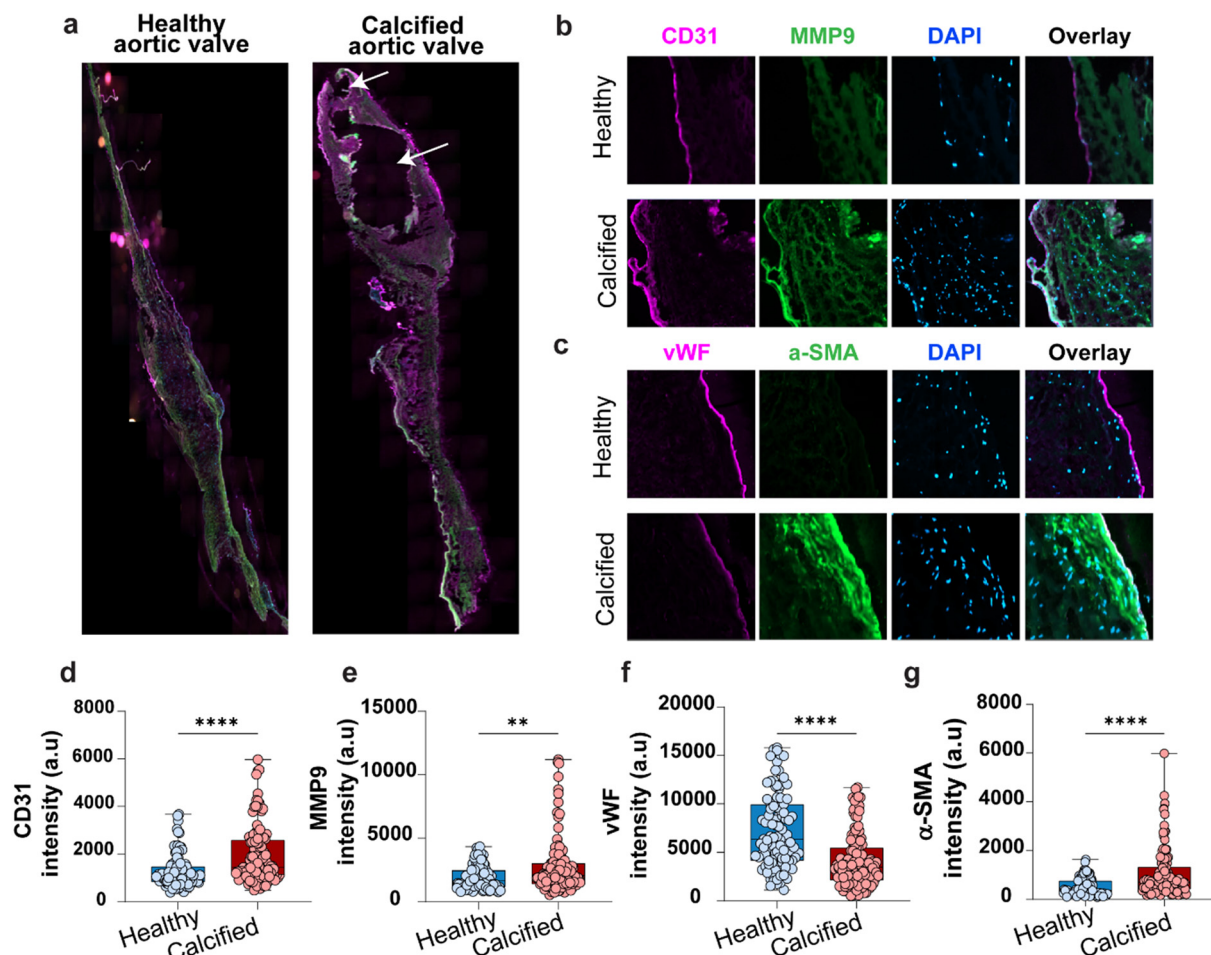 a
Healthy
aortic valve
Calcified
aortic valve
b
CD31 MMP9 DAPI Overlay
Healthy
Calcified
c
vWF a-SMA DAPI Overlay
Healthy
Calcified
d
CD31
intensity (a.u)
8000
6000
4000
2000
0
****
Healthy
Calcified
e
MMP9
intensity (a.u)
15000
10000
5000
0
**
Healthy
Calcified
f
vWF
intensity (a.u)
20000
15000
10000
5000
0
****
Healthy
Calcified
g
α-SMA
intensity (a.u)
8000
6000
4000
2000
0
****
Healthy
Calcified